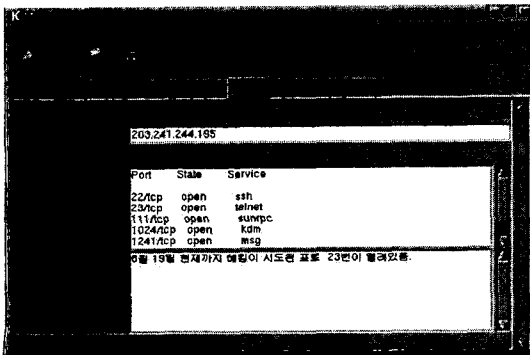 K
203.241.244.195
Port State Service
22/tcp open ssh
23/tcp open telnet
111/tcp open sunrpc
1024/tcp open kdm
1241/tcp open msg
6월 19일 현재까지 해킹이 시도된 프로 23번이 열려있음.